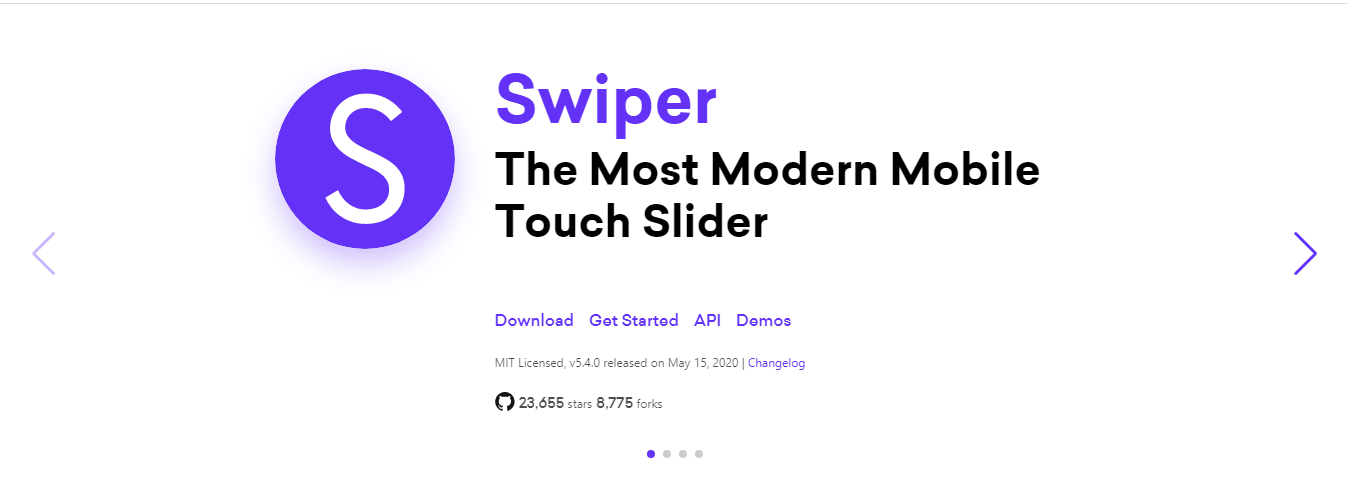 S
Swiper
The Most Modern Mobile
Touch Slider
Download Get Started API Demos
MIT Licensed, v5.4.0 released on May 15, 2020 | Changelog
23,655 stars 8,775 forks